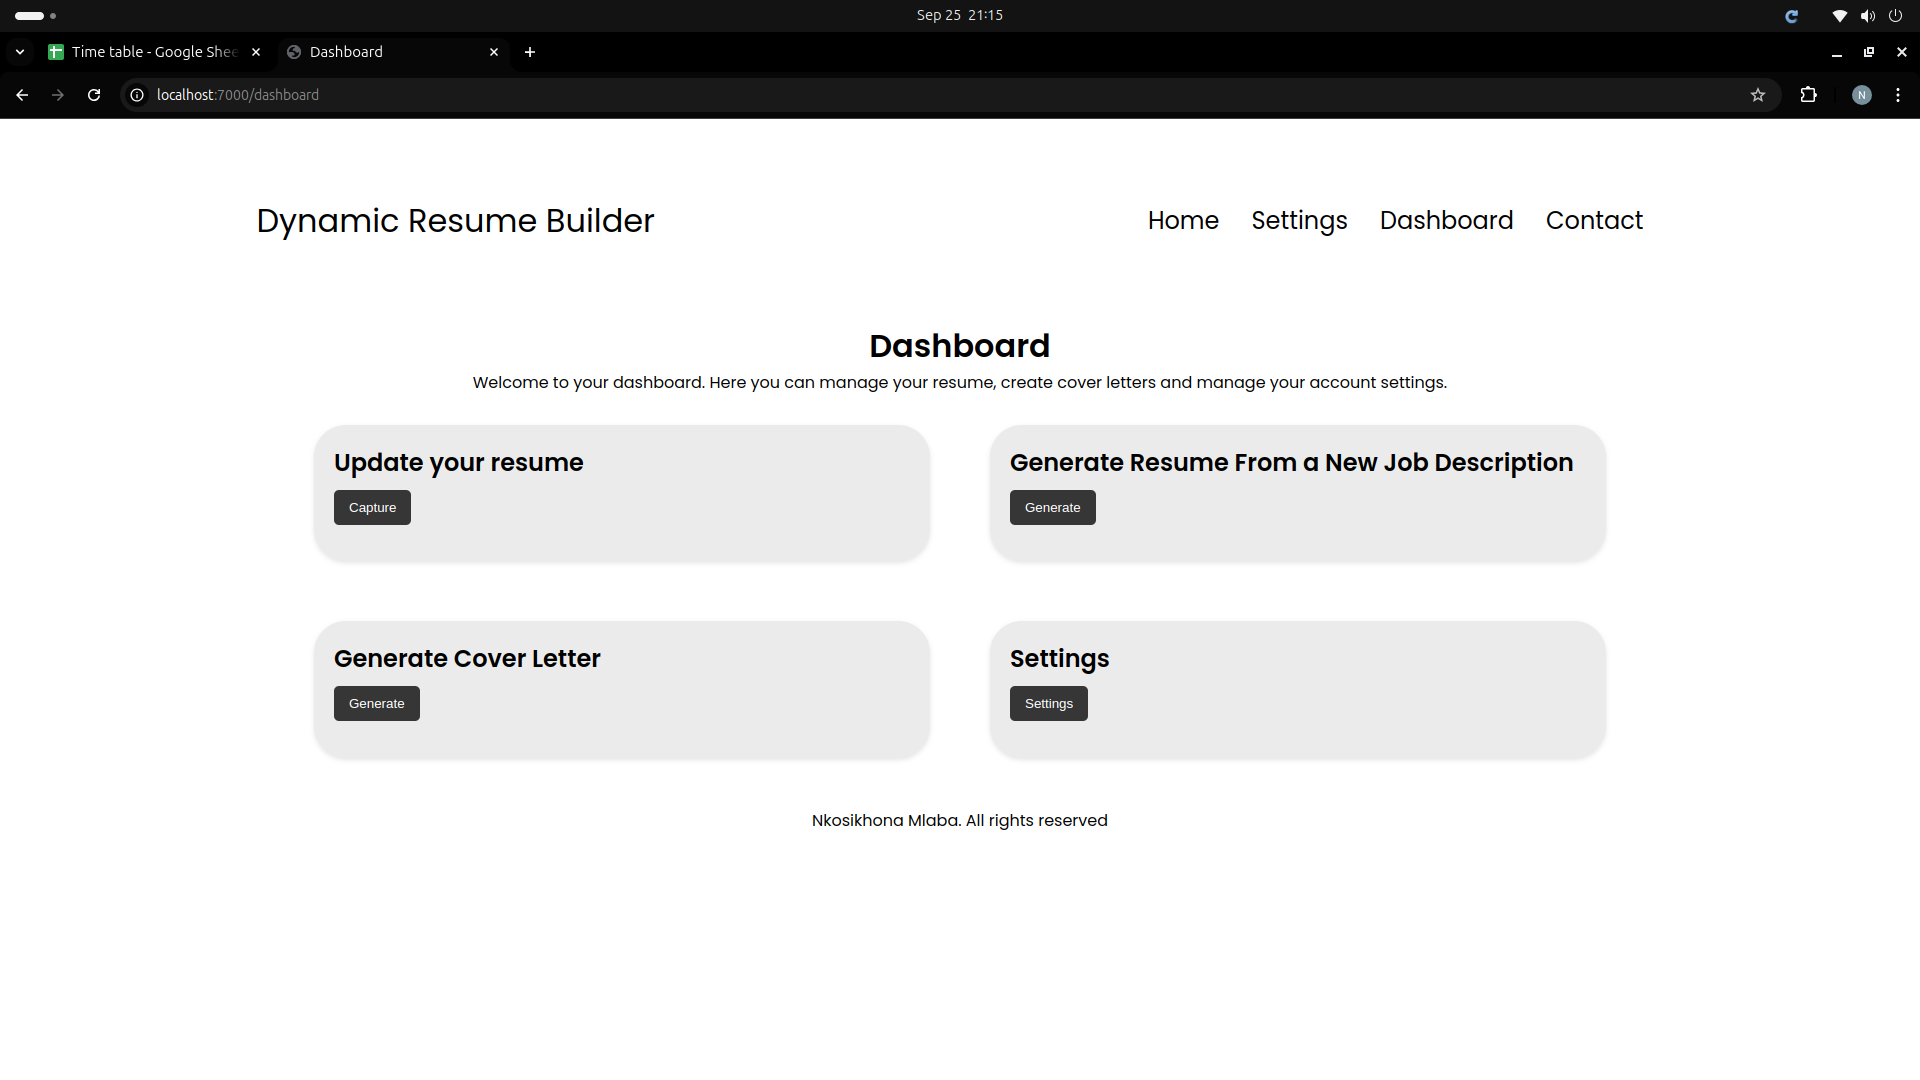 Sep 25 21:15
Time table - Google Shee
Dashboard
localhost:7000/dashboard
N
Dynamic Resume Builder
Home Settings Dashboard Contact
Dashboard
Welcome to your dashboard. Here you can manage your resume, create cover letters and manage your account settings.
Update your resume
Capture
Generate Resume From a New Job Description
Generate
Generate Cover Letter
Generate
Settings
Settings
Nkosikhona Mlaba. All rights reserved